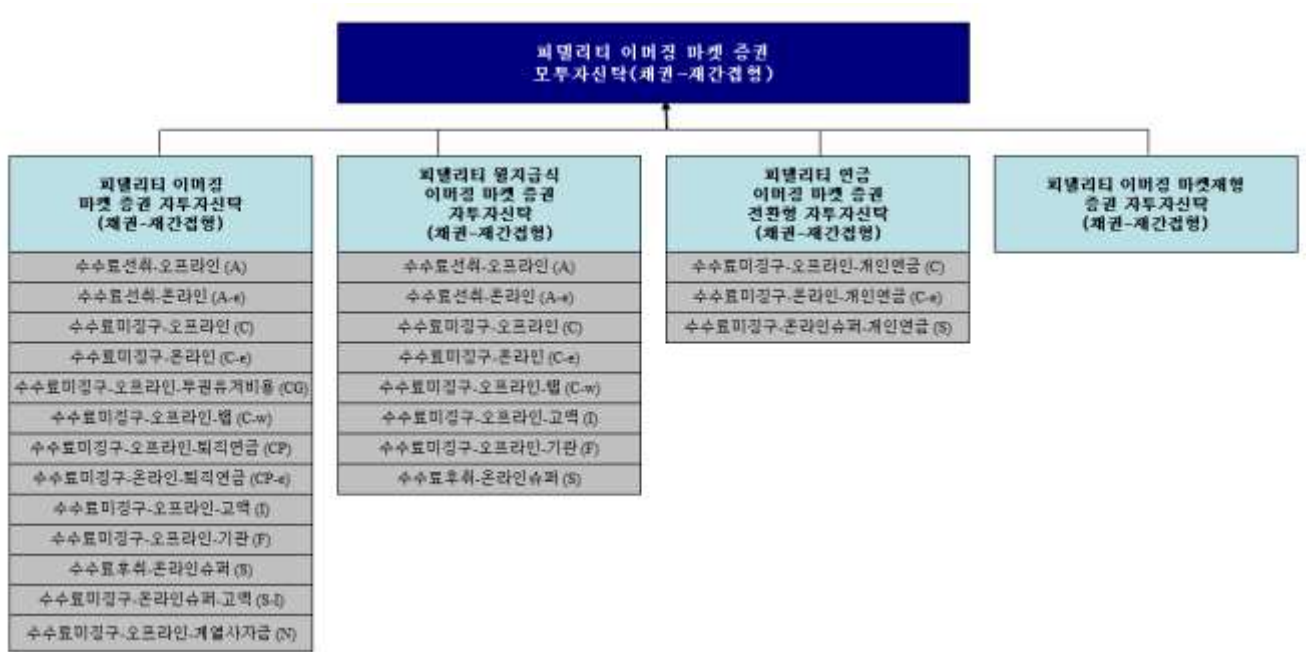 피델리티 이머징 마켓 증권
모투자신탁(채권-재간접형)
피델리티 이머징
마켓 증권 자투자신탁
(채권-재간접형)
수수료선취-오프라인 (A)
수수료선취-온라인 (A-e)
수수료미징구-오프라인 (C)
수수료미징구-온라인 (C-e)
수수료미징구-오프라인-무권유저비용 (CG)
수수료미징구-오프라인-랩 (C-w)
수수료미징구-오프라인-퇴직연금 (CP)
수수료미징구-온라인-퇴직연금 (CP-e)
수수료미징구-오프라인-고액 (I)
수수료미징구-오프라인-기관 (F)
수수료후취-온라인슈퍼 (S)
수수료미징구-온라인슈퍼-고액 (S-I)
수수료미징구-오프라인-계열사자금 (N)
피델리티 월지급식
이머징 마켓 증권
자투자신탁
(채권-재간접형)
수수료선취-오프라인 (A)
수수료선취-온라인 (A-e)
수수료미징구-오프라인 (C)
수수료미징구-온라인 (C-e)
수수료미징구-오프라인-랩 (C-w)
수수료미징구-오프라인-고액 (I)
수수료미징구-오프라인-기관 (F)
수수료후취-온라인슈퍼 (S)
피델리티 연금
이머징 마켓 증권
전환형 자투자신탁
(채권-재간접형)
수수료미징구-오프라인-개인연금 (C)
수수료미징구-온라인-개인연금 (C-e)
수수료미징구-온라인슈퍼-개인연금 (S)
피델리티 이머징 마켓재형
증권 자투자신탁
(채권-재간접형)